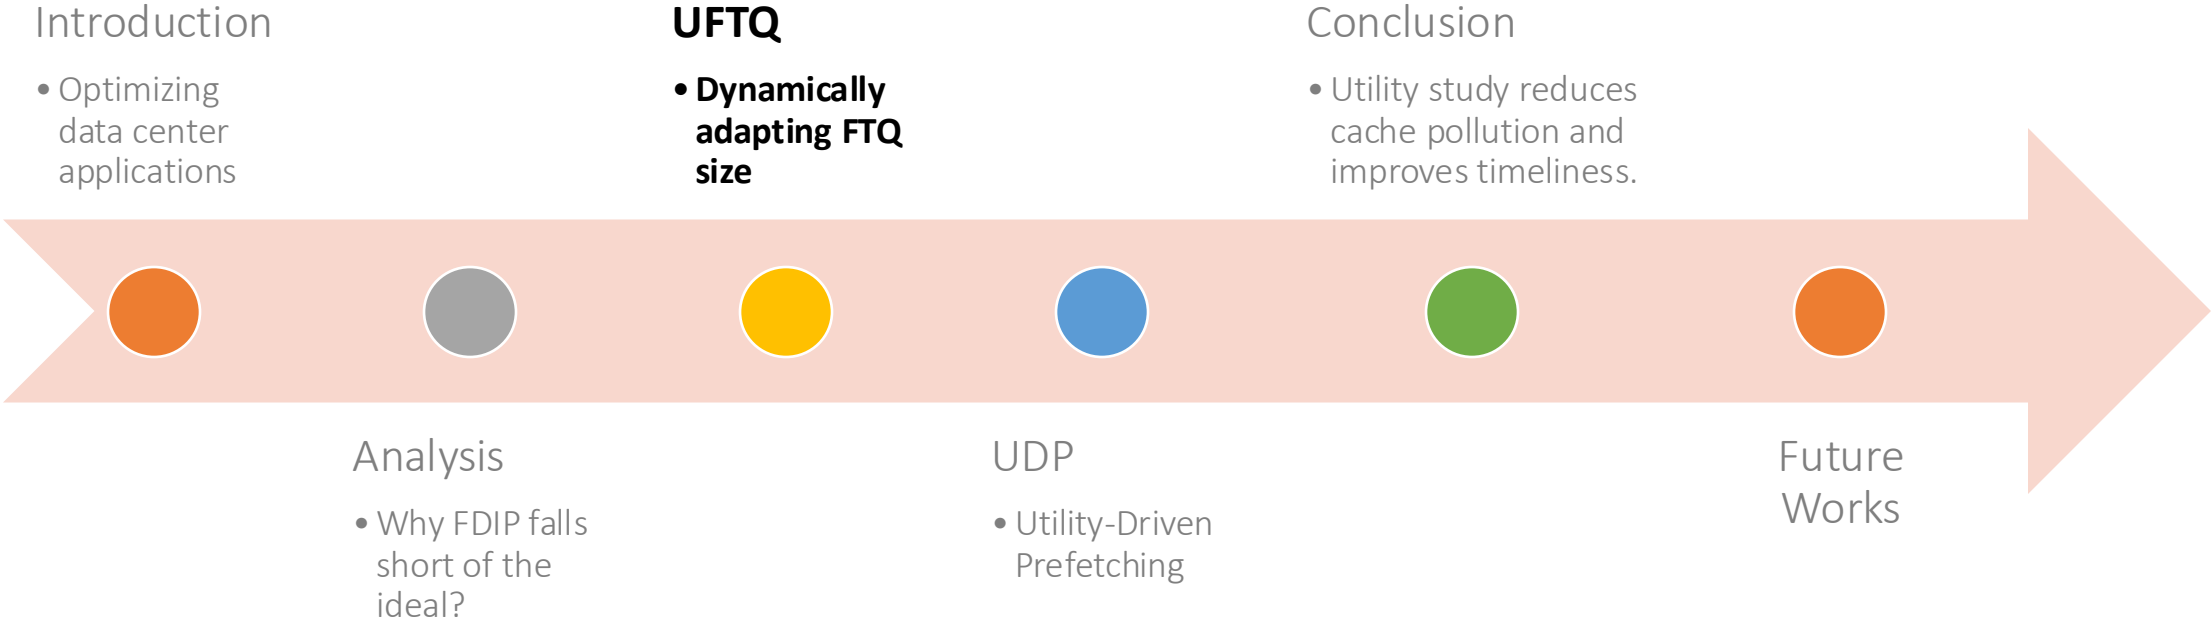 Introduction
• Optimizing
data center
applications
UFTQ
• Dynamically
adapting FTQ
size
Conclusion
• Utility study reduces
cache pollution and
improves timeliness.
Analysis
• Why FDIP falls
short of the
ideal?
UDP
• Utility-Driven
Prefetching
Future
Works